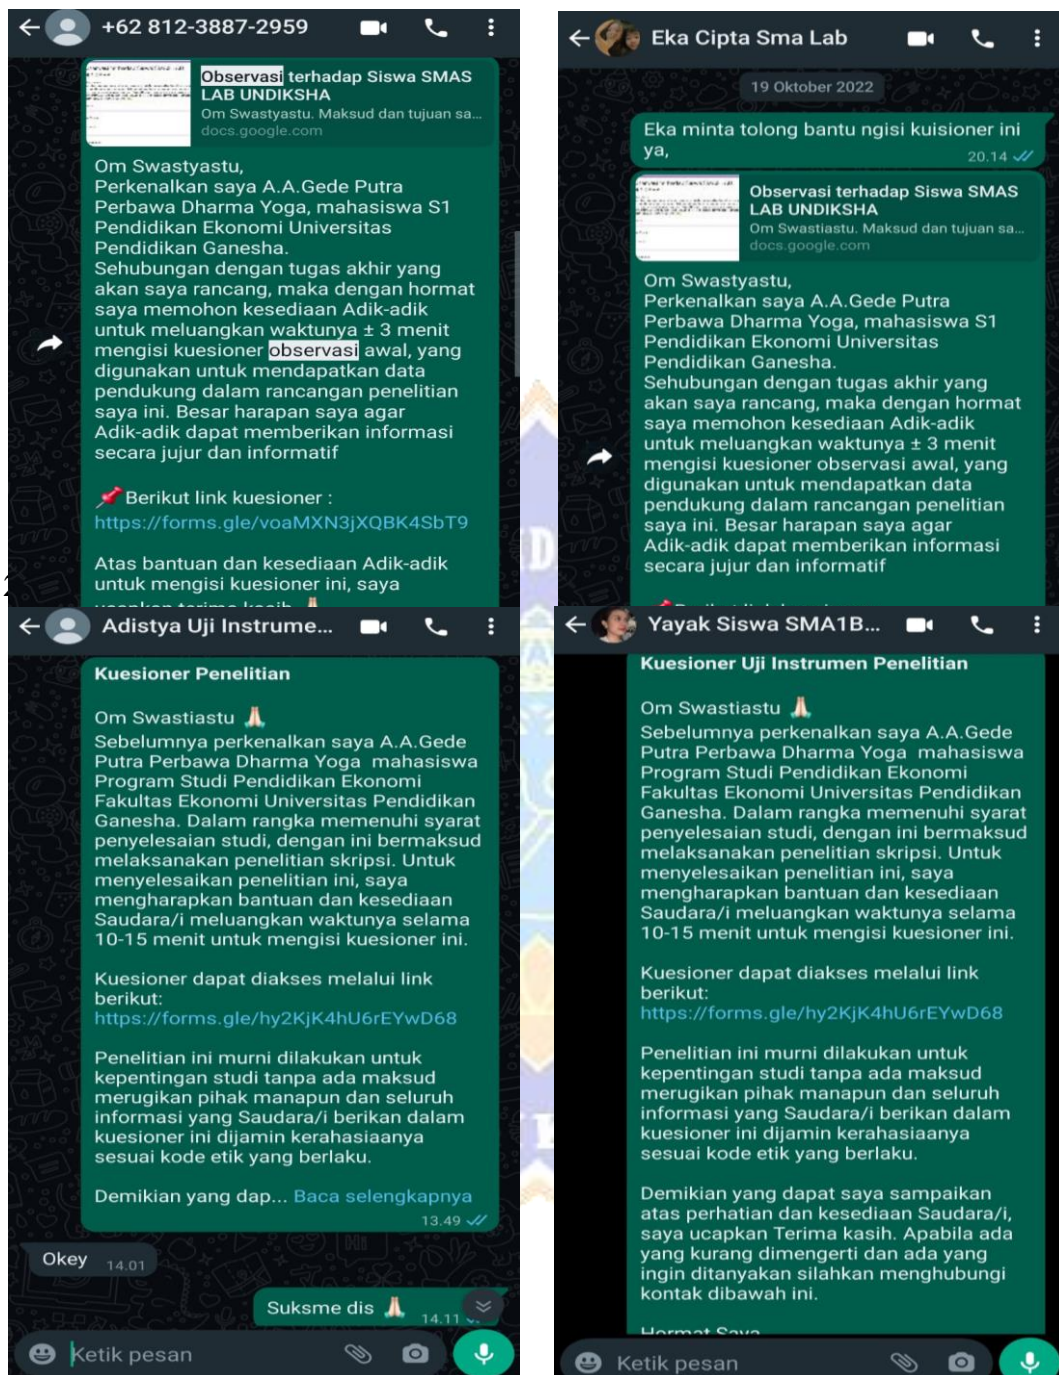 +62 812-3887-2959
Observasi terhadap Siswa SMAS
LAB UNDIKSHA
Om Swastyastu. Maksud dan tujuan sa...
docs.google.com
Om Swastyastu,
Perkenalkan saya A.A.Gede Putra
Perbawa Dharma Yoga, mahasiswa S1
Pendidikan Ekonomi Universitas
Pendidikan Ganesha.
Sehubungan dengan tugas akhir yang
akan saya rancang, maka dengan hormat
saya memohon kesediaan Adik-adik
untuk meluangkan waktunya ± 3 menit
mengisi kuesioner observasi awal, yang
digunakan untuk mendapatkan data
pendukung dalam rancangan penelitian
saya ini. Besar harapan saya agar
Adik-adik dapat memberikan informasi
secara jujur dan informatif
📌Berikut link kuesioner :
https://forms.gle/voaMXN3jXQBK4SbT9
Atas bantuan dan kesediaan Adik-adik
untuk mengisi kuesioner ini, saya
ucapkan terima kasih 🙏
Eka Cipta Sma Lab
19 Oktober 2022
Eka minta tolong bantu ngisi kuisioner ini
ya,
20.14
Observasi terhadap Siswa SMAS
LAB UNDIKSHA
Om Swastiastu. Maksud dan tujuan sa...
docs.google.com
Om Swastyastu,
Perkenalkan saya A.A.Gede Putra
Perbawa Dharma Yoga, mahasiswa S1
Pendidikan Ekonomi Universitas
Pendidikan Ganesha.
Sehubungan dengan tugas akhir yang
akan saya rancang, maka dengan hormat
saya memohon kesediaan Adik-adik
untuk meluangkan waktunya ± 3 menit
mengisi kuesioner observasi awal, yang
digunakan untuk mendapatkan data
pendukung dalam rancangan penelitian
saya ini. Besar harapan saya agar
Adik-adik dapat memberikan informasi
secara jujur dan informatif
2
Adistya Uji Instrume...
Kuesioner Penelitian
Om Swastiastu 🙏
Sebelumnya perkenalkan saya A.A.Gede
Putra Perbawa Dharma Yoga mahasiswa
Program Studi Pendidikan Ekonomi
Fakultas Ekonomi Universitas Pendidikan
Ganesha. Dalam rangka memenuhi syarat
penyelesaian studi, dengan ini bermaksud
melaksanakan penelitian skripsi. Untuk
menyelesaikan penelitian ini, saya
mengharapkan bantuan dan kesediaan
Saudara/i meluangkan waktunya selama
10-15 menit untuk mengisi kuesioner ini.
Kuesioner dapat diakses melalui link
berikut:
https://forms.gle/hy2KjK4hU6rEYwD68
Penelitian ini murni dilakukan untuk
kepentingan studi tanpa ada maksud
merugikan pihak manapun dan seluruh
informasi yang Saudara/i berikan dalam
kuesioner ini dijamin kerahasiaanya
sesuai kode etik yang berlaku.
Demikian yang dap... Baca selengkapnya
13.49
Okey 14.01
Suksme dis 🙏 14.11
Ketik pesan
Yayak Siswa SMA1B...
Kuesioner Uji Instrumen Penelitian
Om Swastiastu 🙏
Sebelumnya perkenalkan saya A.A.Gede
Putra Perbawa Dharma Yoga mahasiswa
Program Studi Pendidikan Ekonomi
Fakultas Ekonomi Universitas Pendidikan
Ganesha. Dalam rangka memenuhi syarat
penyelesaian studi, dengan ini bermaksud
melaksanakan penelitian skripsi. Untuk
menyelesaikan penelitian ini, saya
mengharapkan bantuan dan kesediaan
Saudara/i meluangkan waktunya selama
10-15 menit untuk mengisi kuesioner ini.
Kuesioner dapat diakses melalui link
berikut:
https://forms.gle/hy2KjK4hU6rEYwD68
Penelitian ini murni dilakukan untuk
kepentingan studi tanpa ada maksud
merugikan pihak manapun dan seluruh
informasi yang Saudara/i berikan dalam
kuesioner ini dijamin kerahasiaanya
sesuai kode etik yang berlaku.
Demikian yang dapat saya sampaikan
atas perhatian dan kesediaan Saudara/i,
saya ucapkan Terima kasih. Apabila ada
yang kurang dimengerti dan ada yang
ingin ditanyakan silahkan menghubungi
kontak dibawah ini.
Hormat Saya
Ketik pesan